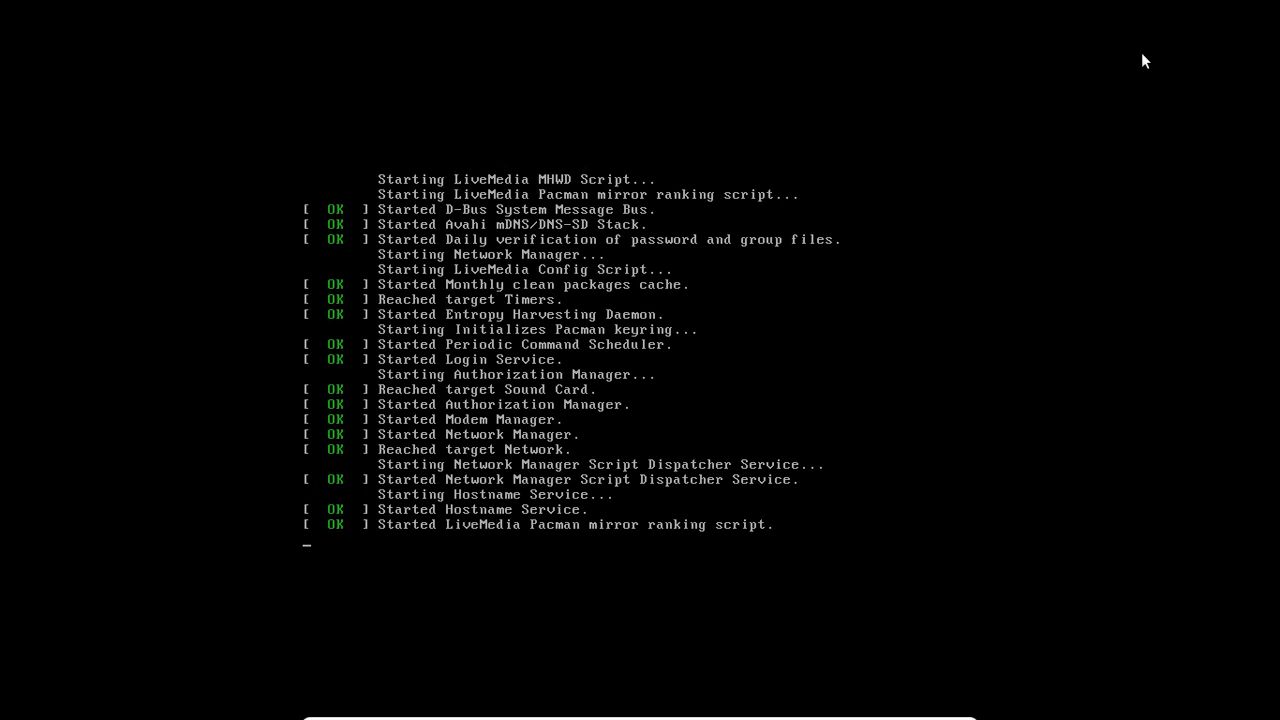 Starting LiveMedia MHWD Script...
Starting LiveMedia Pacman mirror ranking script...
[  OK  ] Started D-Bus System Message Bus.
[  OK  ] Started Avahi mDNS/DNS-SD Stack.
[  OK  ] Started Daily verification of password and group files.
Starting Network Manager...
Starting LiveMedia Config Script...
[  OK  ] Started Monthly clean packages cache.
[  OK  ] Reached target Timers.
[  OK  ] Started Entropy Harvesting Daemon.
Starting Initializes Pacman keyring...
[  OK  ] Started Periodic Command Scheduler.
[  OK  ] Started Login Service.
Starting Authorization Manager...
[  OK  ] Reached target Sound Card.
[  OK  ] Started Authorization Manager.
[  OK  ] Started Modem Manager.
[  OK  ] Started Network Manager.
[  OK  ] Reached target Network.
Starting Network Manager Script Dispatcher Service...
[  OK  ] Started Network Manager Script Dispatcher Service.
Starting Hostname Service...
[  OK  ] Started Hostname Service.
[  OK  ] Started LiveMedia Pacman mirror ranking script.